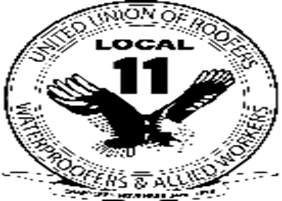 UNITED UNION OF ROOFERS
LOCAL
11
WATERPROOFERS & ALLIED WORKERS